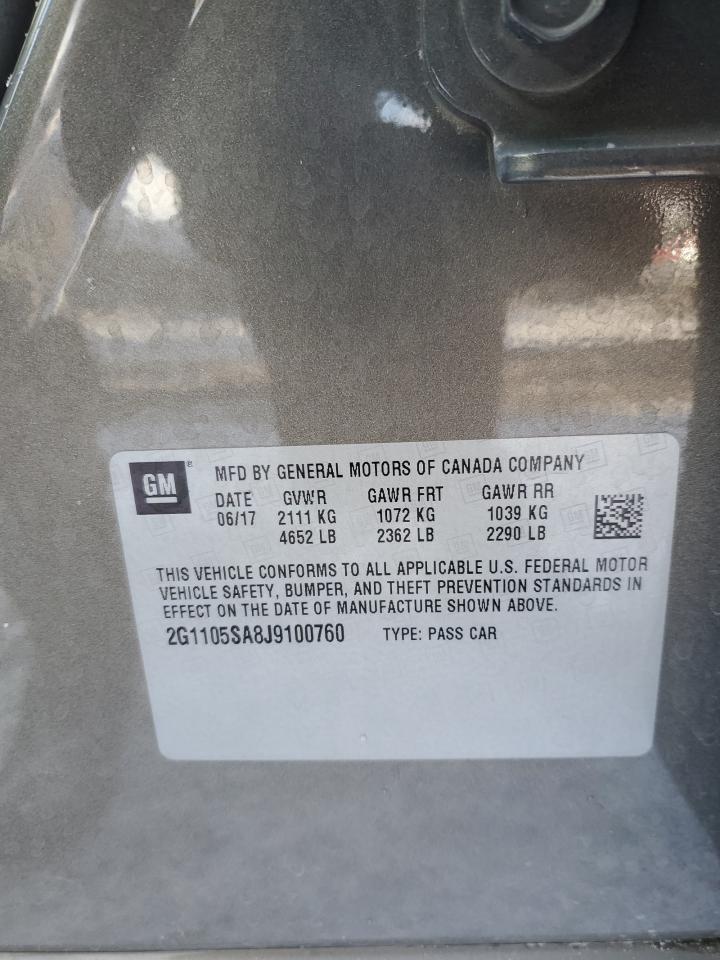 GM® MFD BY GENERAL MOTORS OF CANADA COMPANY
DATE GVWR GAWR FRT GAWR RR
06/17 2111 KG 1072 KG 1039 KG
4652 LB 2362 LB 2290 LB
THIS VEHICLE CONFORMS TO ALL APPLICABLE U.S. FEDERAL MOTOR
VEHICLE SAFETY, BUMPER, AND THEFT PREVENTION STANDARDS IN
EFFECT ON THE DATE OF MANUFACTURE SHOWN ABOVE.
2G1105SA8J9100760 TYPE: PASS CAR